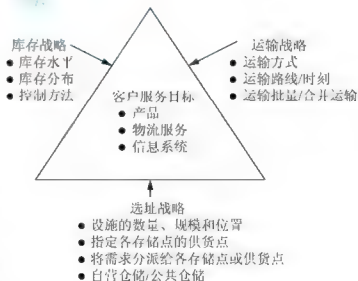 库存战略
● 库存水平
● 库存分布
● 控制方法
运输战略
● 运输方式
● 运输路线/时刻
● 运输批量/合并运输
客户服务目标
● 产品
● 物流服务
● 信息系统
选址战略
● 设施的数量、规模和位置
● 指定各存储点的供货点
● 将需求分派给各存储点或供货点
● 自营仓储/公共仓储